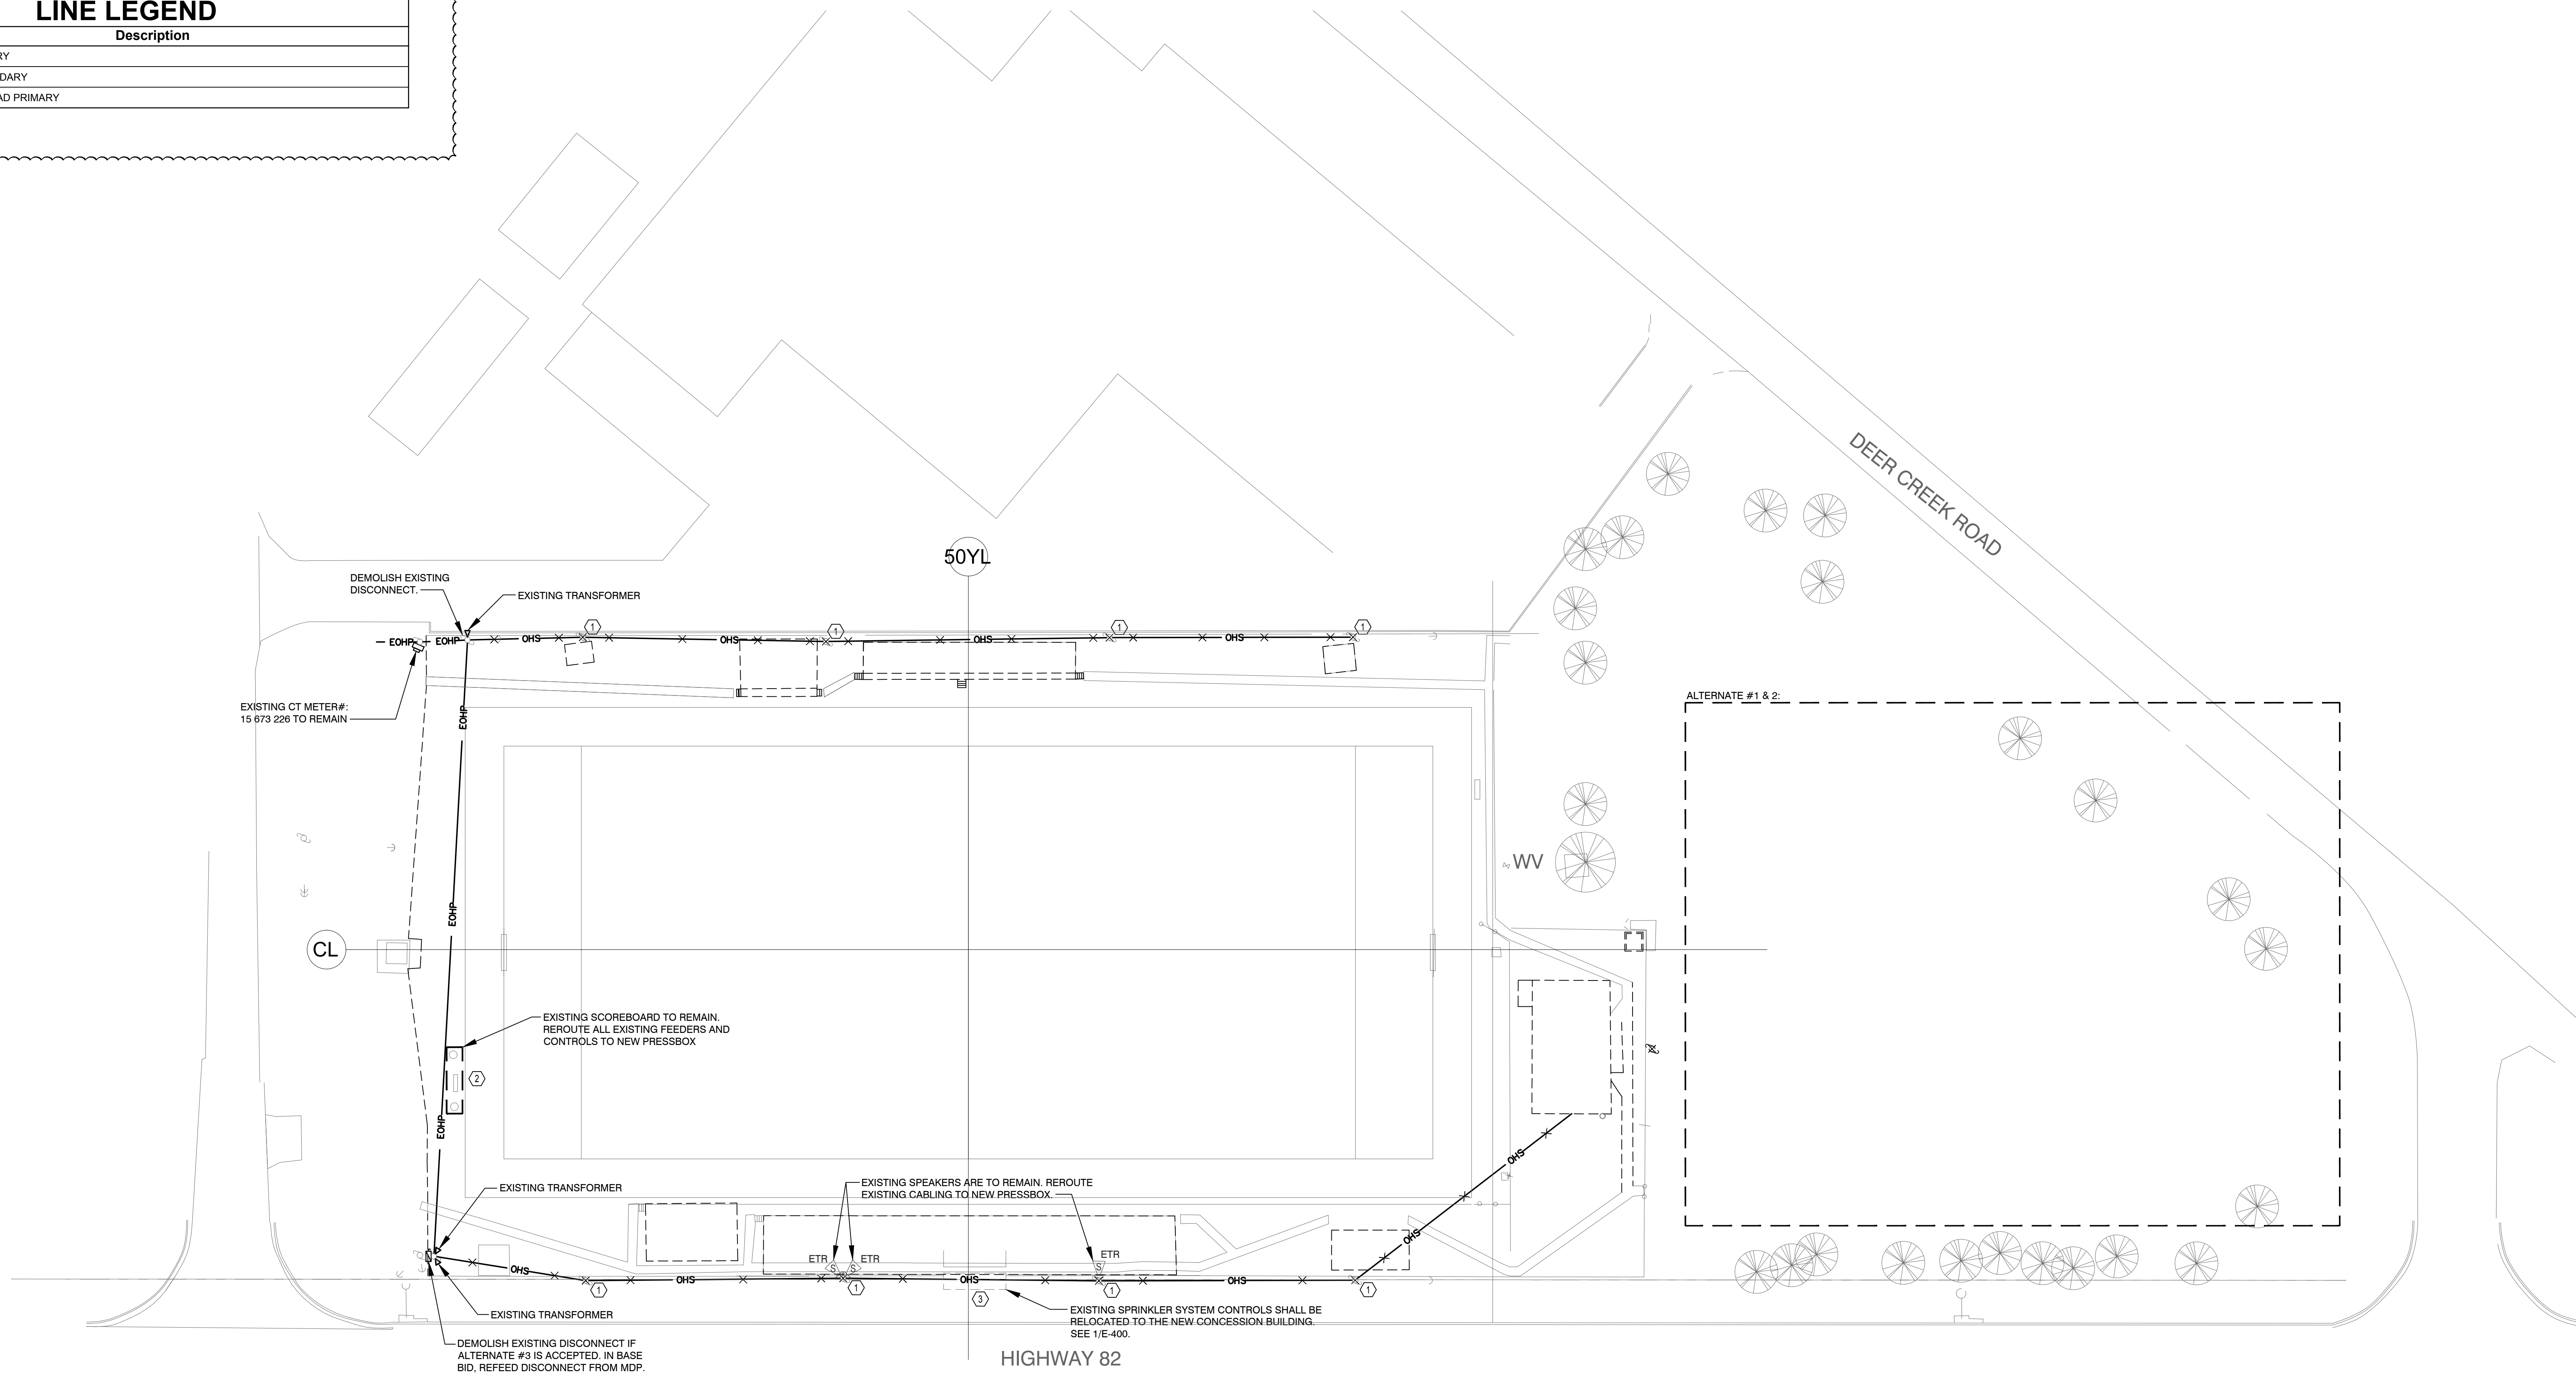 LINE LEGEND
Description
RY
DARY
AD PRIMARY
DEER CREEK ROAD
50YL
DEMOLISH EXISTING
DISCONNECT.
EXISTING TRANSFORMER
EOHP
EOHP
OHS
1
OHS
1
OHS
1
OHS
1
EXISTING CT METER#:
15 673 226 TO REMAIN
EOHP
ALTERNATE #1 & 2:
WV
EOHP
CL
EXISTING SCOREBOARD TO REMAIN.
REROUTE ALL EXISTING FEEDERS AND
CONTROLS TO NEW PRESSBOX
2
EOHP
OHS
EXISTING TRANSFORMER
EXISTING SPEAKERS ARE TO REMAIN. REROUTE
EXISTING CABLING TO NEW PRESSBOX.
OHS
ETR
ETR
ETR
S
S
S
OHS
OHS
OHS
OHS
1
1
3
1
1
EXISTING TRANSFORMER
EXISTING SPRINKLER SYSTEM CONTROLS SHALL BE
RELOCATED TO THE NEW CONCESSION BUILDING.
SEE 1/E-400.
DEMOLISH EXISTING DISCONNECT IF
ALTERNATE #3 IS ACCEPTED. IN BASE
BID, REFEED DISCONNECT FROM MDP.
HIGHWAY 82